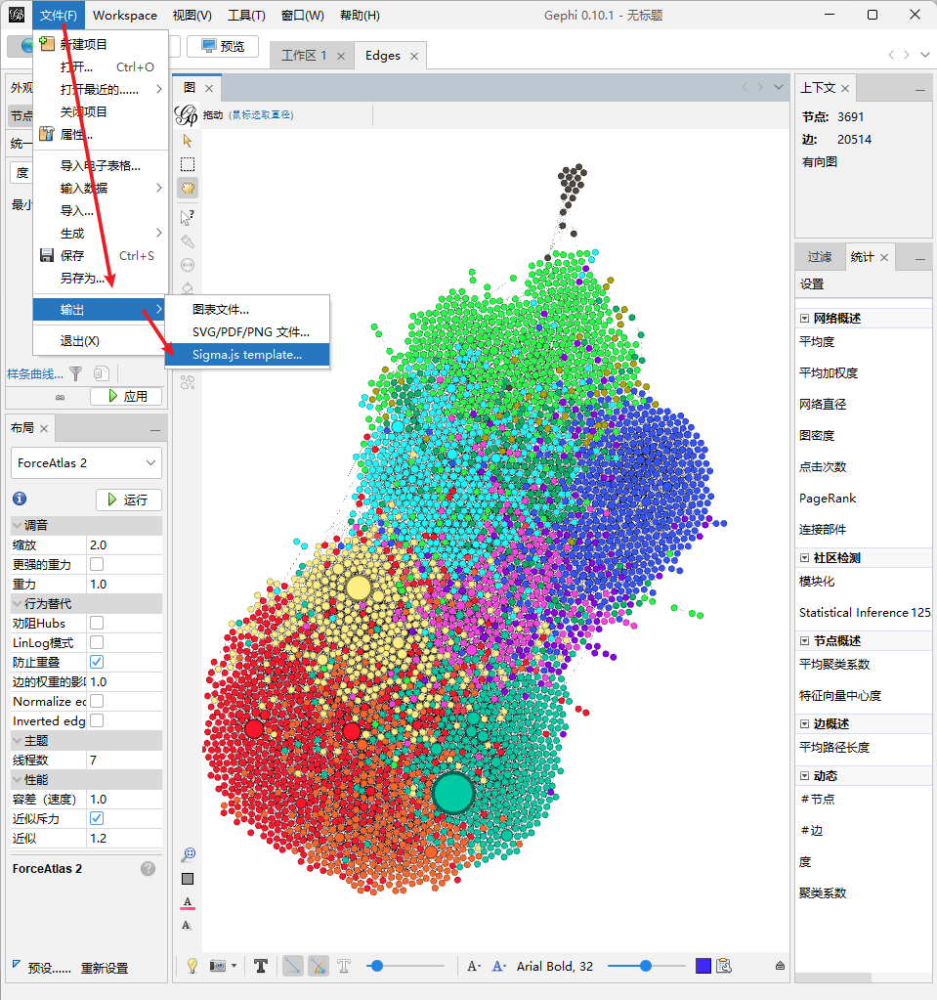 文件(F) Workspace 视图(V) 工具(T) 窗口(W) 帮助(H) Gephi 0.10.1 - 无标题
预览
工作区 1 Edges
新建项目
打开... Ctrl+O
打开最近的......
关闭项目
属性...
导入电子表格...
输入数据
导入...
生成
保存 Ctrl+S
另存为...
输出
退出(X)
图表文件...
SVG/PDF/PNG 文件...
Sigma.js template...
外观
节点
统一
度
最小
样条曲线...
应用
布局
ForceAtlas 2
运行
调音
缩放 2.0
更强的重力
重力 1.0
行为替代
劝阻Hubs
LinLog模式
防止重叠
边的权重的影 1.0
Normalize ed
Inverted edg
主题
线程数 7
性能
容差（速度） 1.0
近似斥力
近似 1.2
ForceAtlas 2
预设...... 重新设置
图
拖动 (鼠标选取直径)
Arial Bold, 32
上下文
节点: 3691
边: 20514
有向图
过滤 统计
设置
网络概述
平均度
平均加权度
网络直径
图密度
点击次数
PageRank
连接部件
社区检测
模块化
Statistical Inference 125.
节点概述
平均聚类系数
特征向量中心度
边概述
平均路径长度
动态
#节点
#边
度
聚类系数